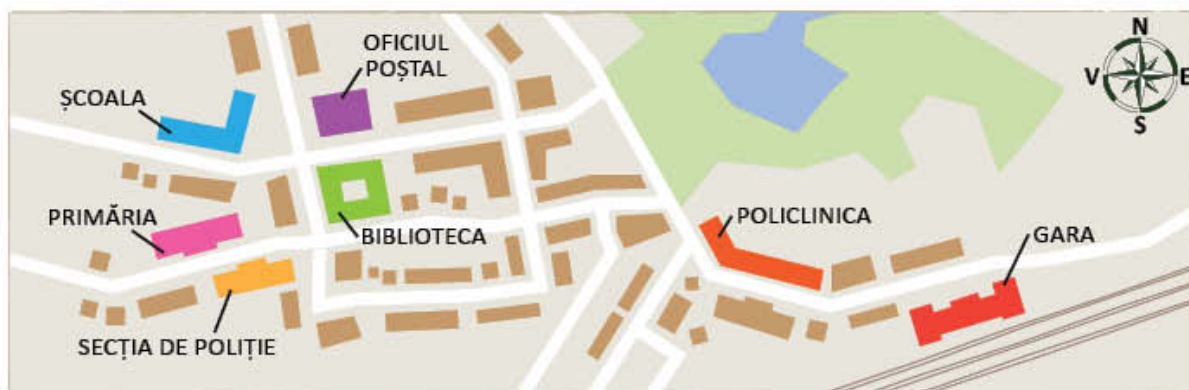 OFICIUL
POȘTAL
ȘCOALA
N
V
E
S
PRIMĂRIA
BIBLIOTECA
POLICLINICA
GARA
SECȚIA DE POLIȚIE